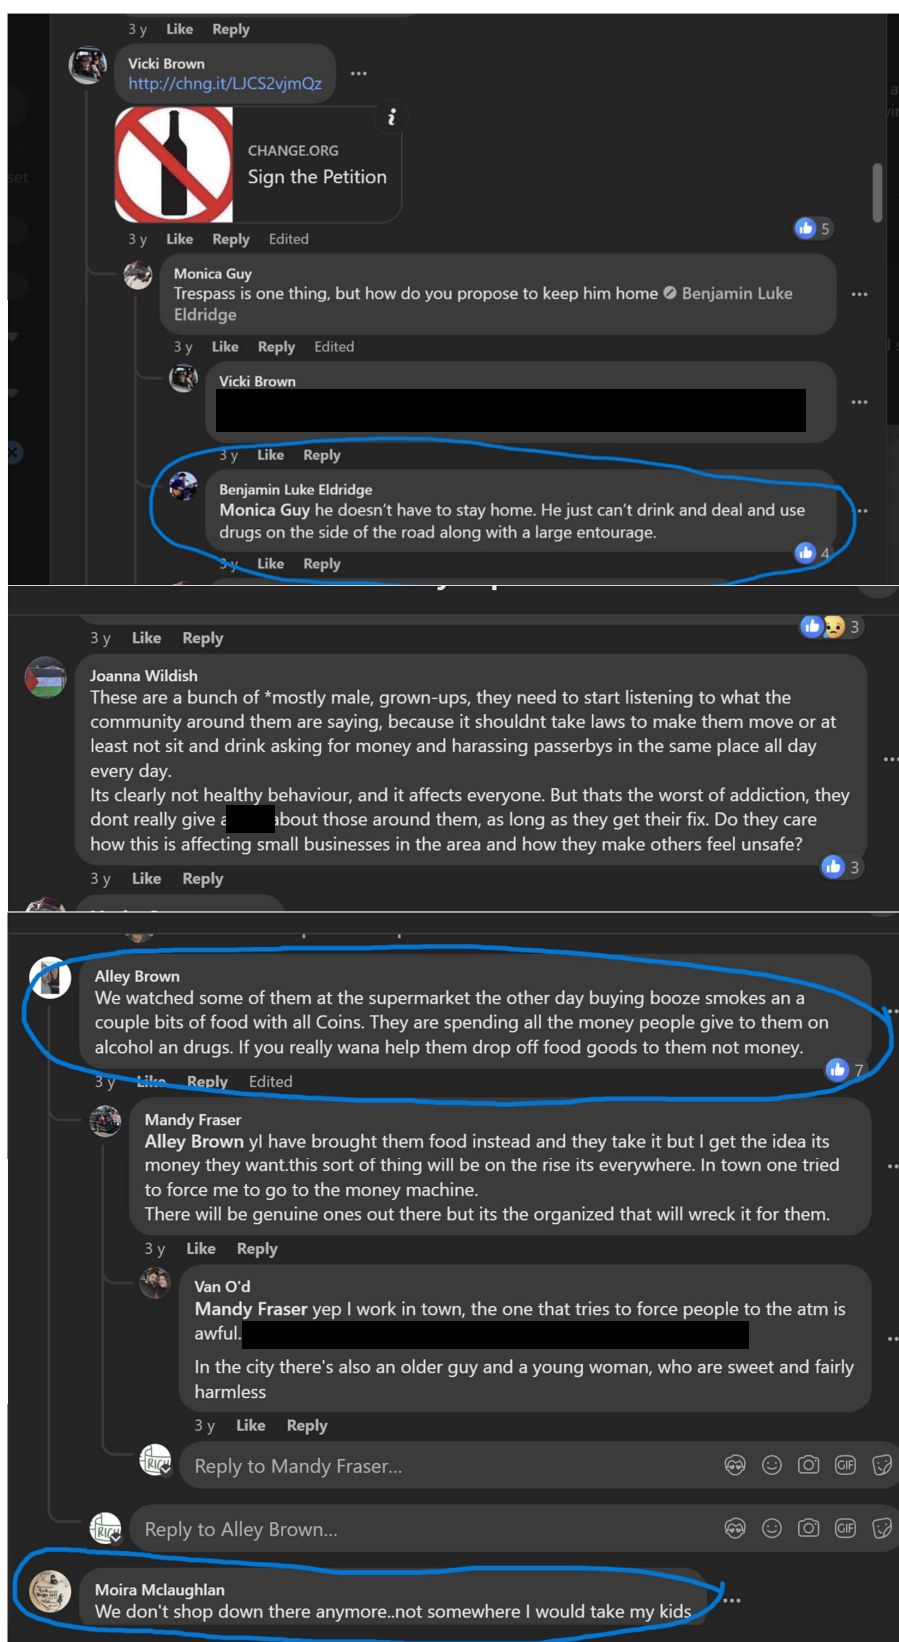 3 y Like Reply
Vicki Brown
http://chng.it/LJCS2vjmQz
CHANGE.ORG
Sign the Petition
3 y Like Reply Edited
5
Monica Guy
Trespass is one thing, but how do you propose to keep him home Benjamin Luke
Eldridge
3 y Like Reply Edited
Vicki Brown
3 y Like Reply
Benjamin Luke Eldridge
Monica Guy he doesn't have to stay home. He just can't drink and deal and use
drugs on the side of the road along with a large entourage.
4
3 y Like Reply
3 y Like Reply
3
Joanna Wildish
These are a bunch of *mostly male, grown-ups, they need to start listening to what the
community around them are saying, because it shouldnt take laws to make them move or at
least not sit and drink asking for money and harassing passerbys in the same place all day
every day.
Its clearly not healthy behaviour, and it affects everyone. But thats the worst of addiction, they
dont really give a about those around them, as long as they get their fix. Do they care
how this is affecting small businesses in the area and how they make others feel unsafe?
3
3 y Like Reply
Alley Brown
We watched some of them at the supermarket the other day buying booze smokes an a
couple bits of food with all Coins. They are spending all the money people give to them on
alcohol an drugs. If you really wana help them drop off food goods to them not money.
7
3 y Like Reply Edited
Mandy Fraser
Alley Brown yI have brought them food instead and they take it but I get the idea its
money they want.this sort of thing will be on the rise its everywhere. In town one tried
to force me to go to the money machine.
There will be genuine ones out there but its the organized that will wreck it for them.
3 y Like Reply
Van O'd
Mandy Fraser yep I work in town, the one that tries to force people to the atm is
awful.
In the city there's also an older guy and a young woman, who are sweet and fairly
harmless
3 y Like Reply
Reply to Mandy Fraser...
GIF
Reply to Alley Brown...
GIF
Moira Mclaughlan
We don't shop down there anymore..not somewhere I would take my kids